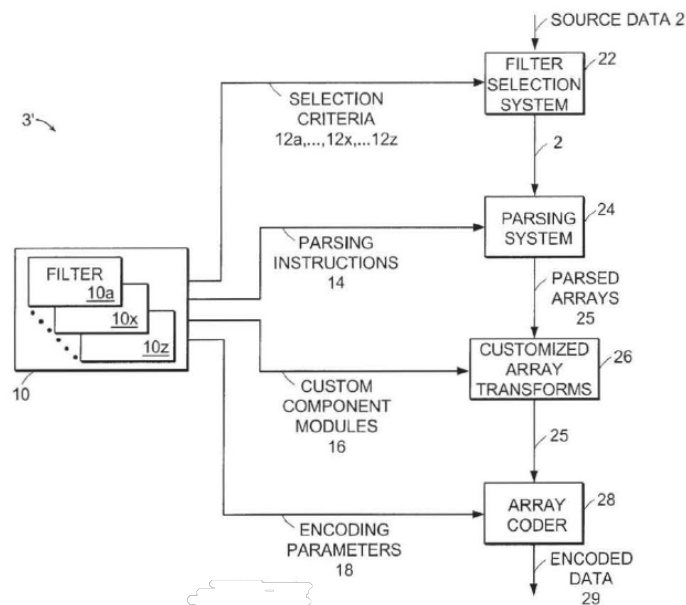 SOURCE DATA 2
FILTER
SELECTION
SYSTEM
22
3'
SELECTION
CRITERIA
12a,...,12x,...12z
2
PARSING
SYSTEM
24
PARSING
INSTRUCTIONS
14
FILTER
10a
10x
10z
10
PARSED
ARRAYS
25
CUSTOMIZED
ARRAY
TRANSFORMS
26
CUSTOM
COMPONENT
MODULES
16
25
ARRAY
CODER
28
ENCODING
PARAMETERS
18
ENCODED
DATA
29